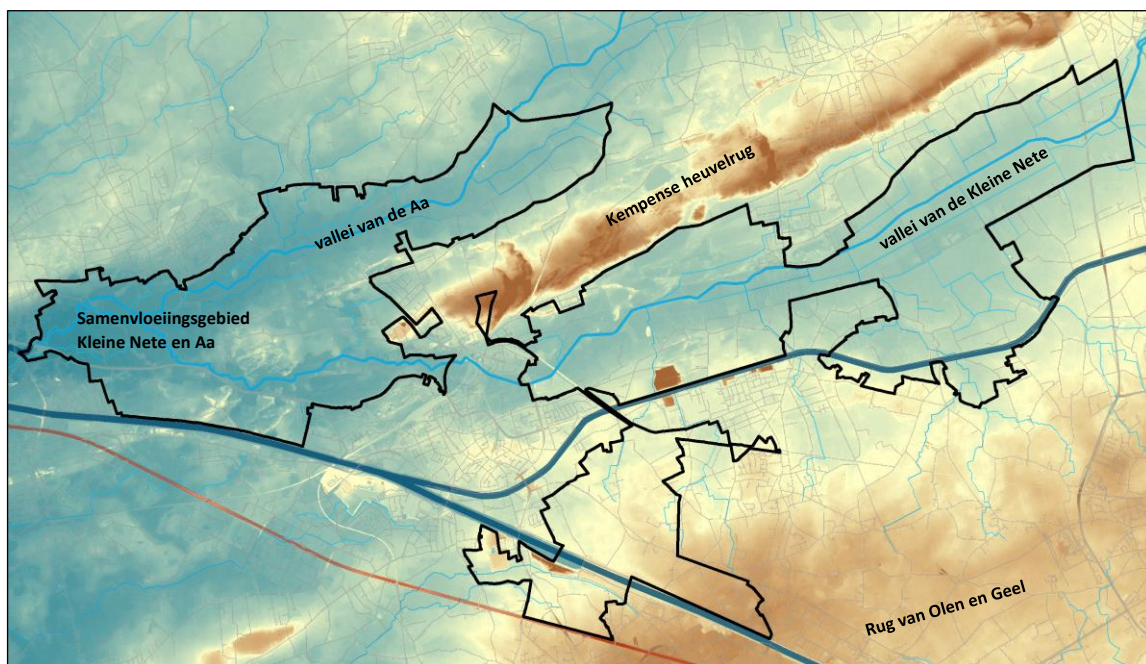 Kempense heuvelrug
vallei van de Aa
vallei van de Kleine Nete
Samenvloeiingsgebied
Kleine Nete en Aa
Rug van Olen en Geel